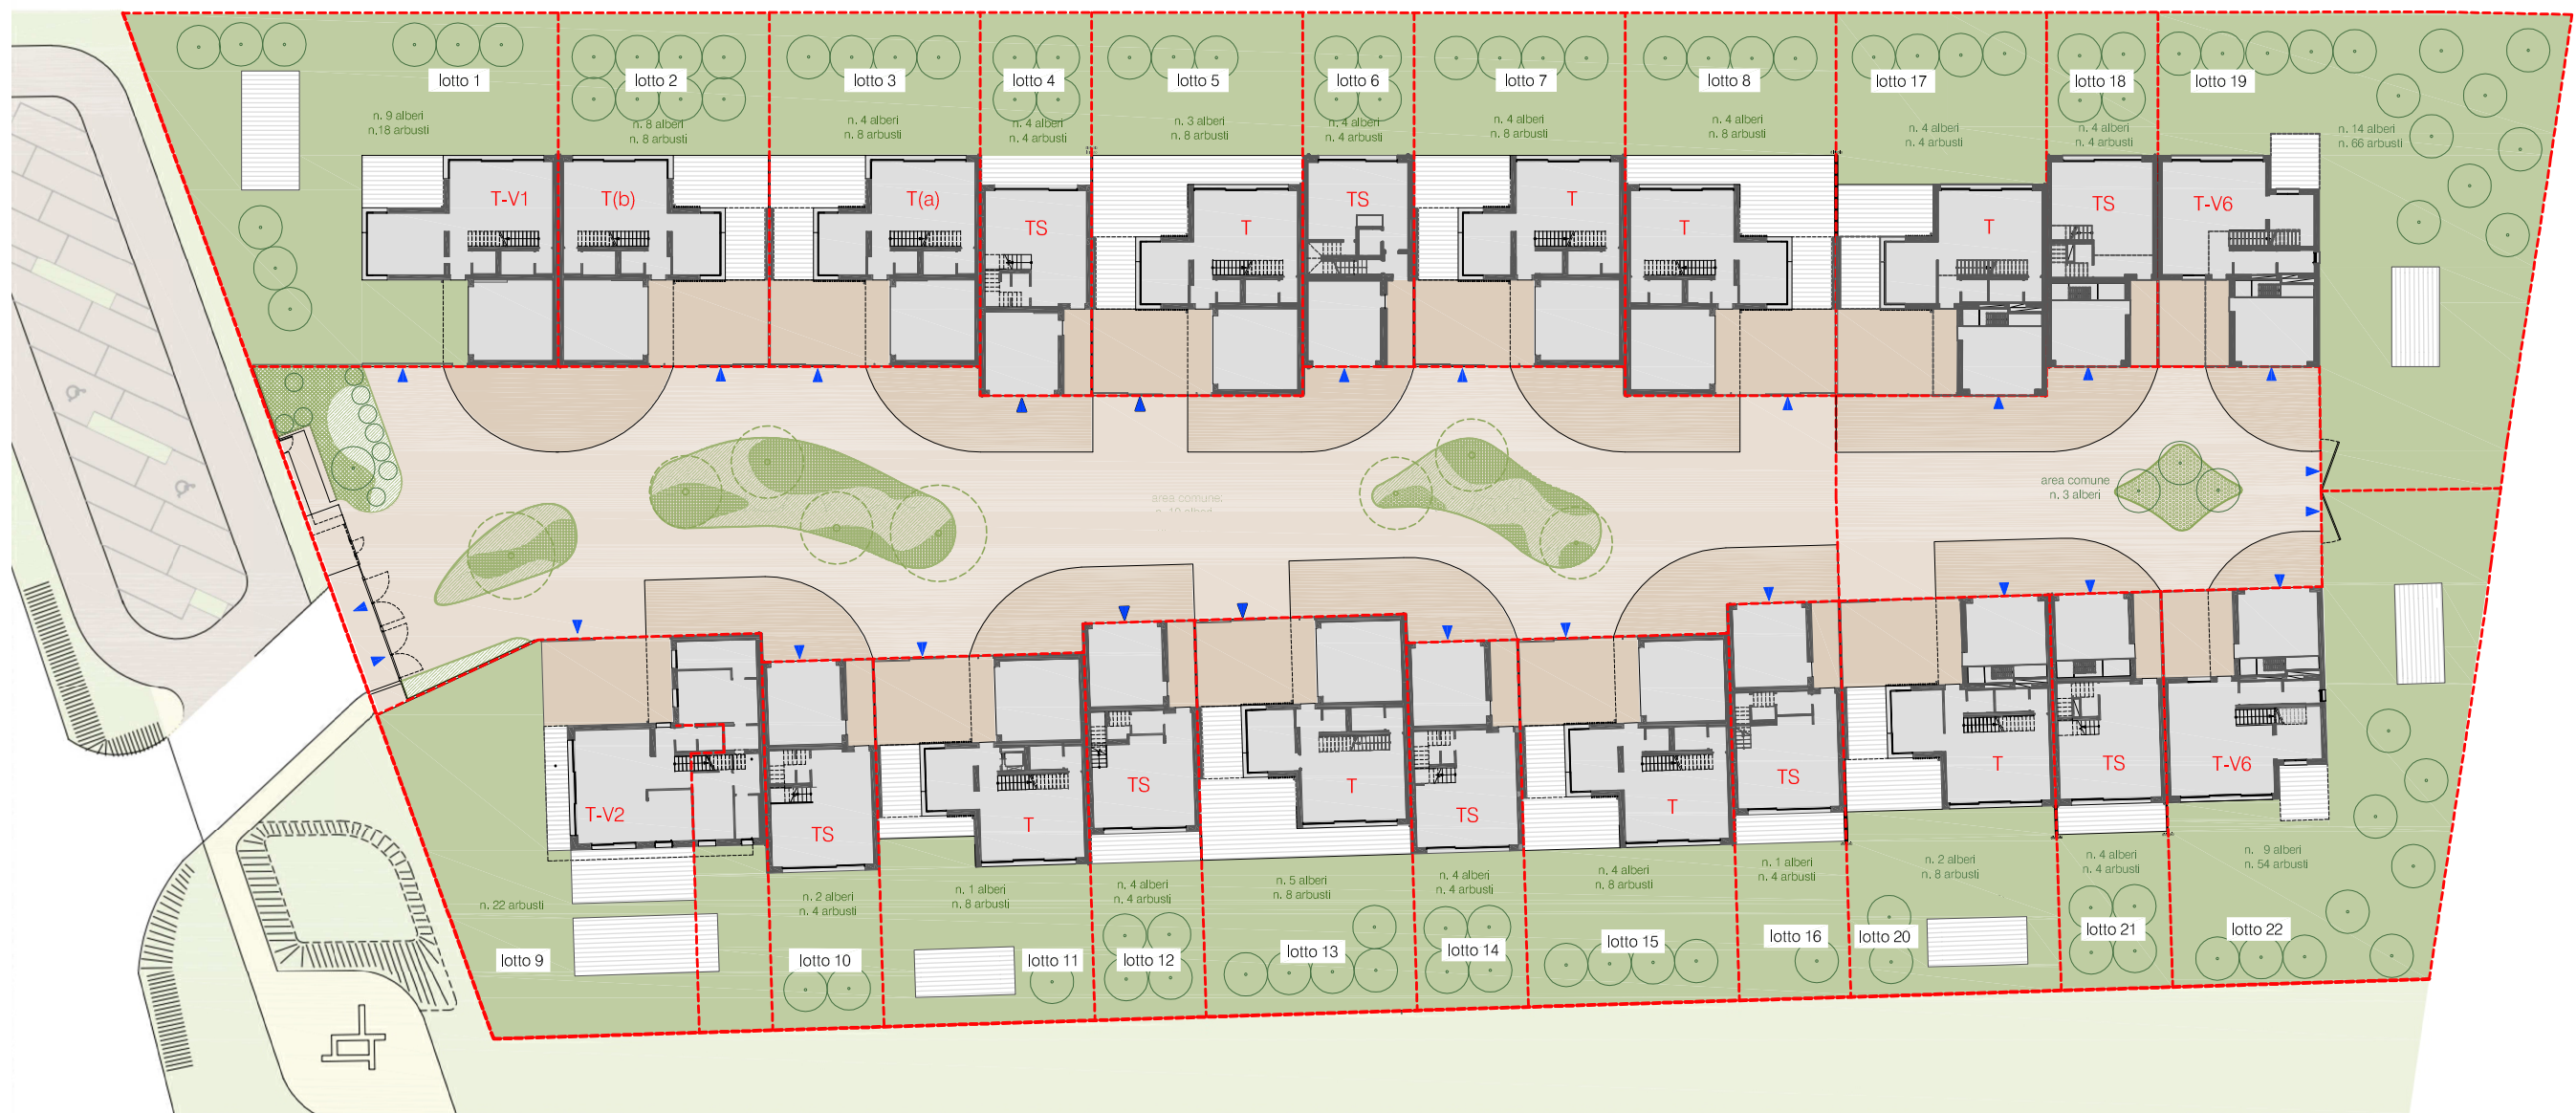 lotto 1
lotto 2
lotto 3
lotto 4
lotto 5
lotto 6
lotto 7
lotto 8
lotto 17
lotto 18
lotto 19
n. 9 alberi
n.18 arbusti
n. 8 alberi
n. 8 arbusti
n. 4 alberi
n. 8 arbusti
n. 4 alberi
n. 4 arbusti
n. 3 alberi
n. 8 arbusti
n. 4 alberi
n. 4 arbusti
n. 4 alberi
n. 8 arbusti
n. 4 alberi
n. 8 arbusti
n. 4 alberi
n. 4 arbusti
n. 4 alberi
n. 4 arbusti
n. 14 alberi
n. 66 arbusti
T-V1
T(b)
T(a)
TS
T
TS
T
T
T
TS
T-V6
area comune:
n. 10 alberi
area comune
n. 3 alberi
T-V2
TS
T
TS
T
TS
T
TS
T
TS
T-V6
n. 22 arbusti
n. 2 alberi
n. 4 arbusti
n. 1 alberi
n. 8 arbusti
n. 4 alberi
n. 4 arbusti
n. 5 alberi
n. 8 arbusti
n. 4 alberi
n. 4 arbusti
n. 4 alberi
n. 8 arbusti
n. 1 alberi
n. 4 arbusti
n. 2 alberi
n. 8 arbusti
n. 4 alberi
n. 4 arbusti
n. 9 alberi
n. 54 arbusti
lotto 9
lotto 10
lotto 11
lotto 12
lotto 13
lotto 14
lotto 15
lotto 16
lotto 20
lotto 21
lotto 22